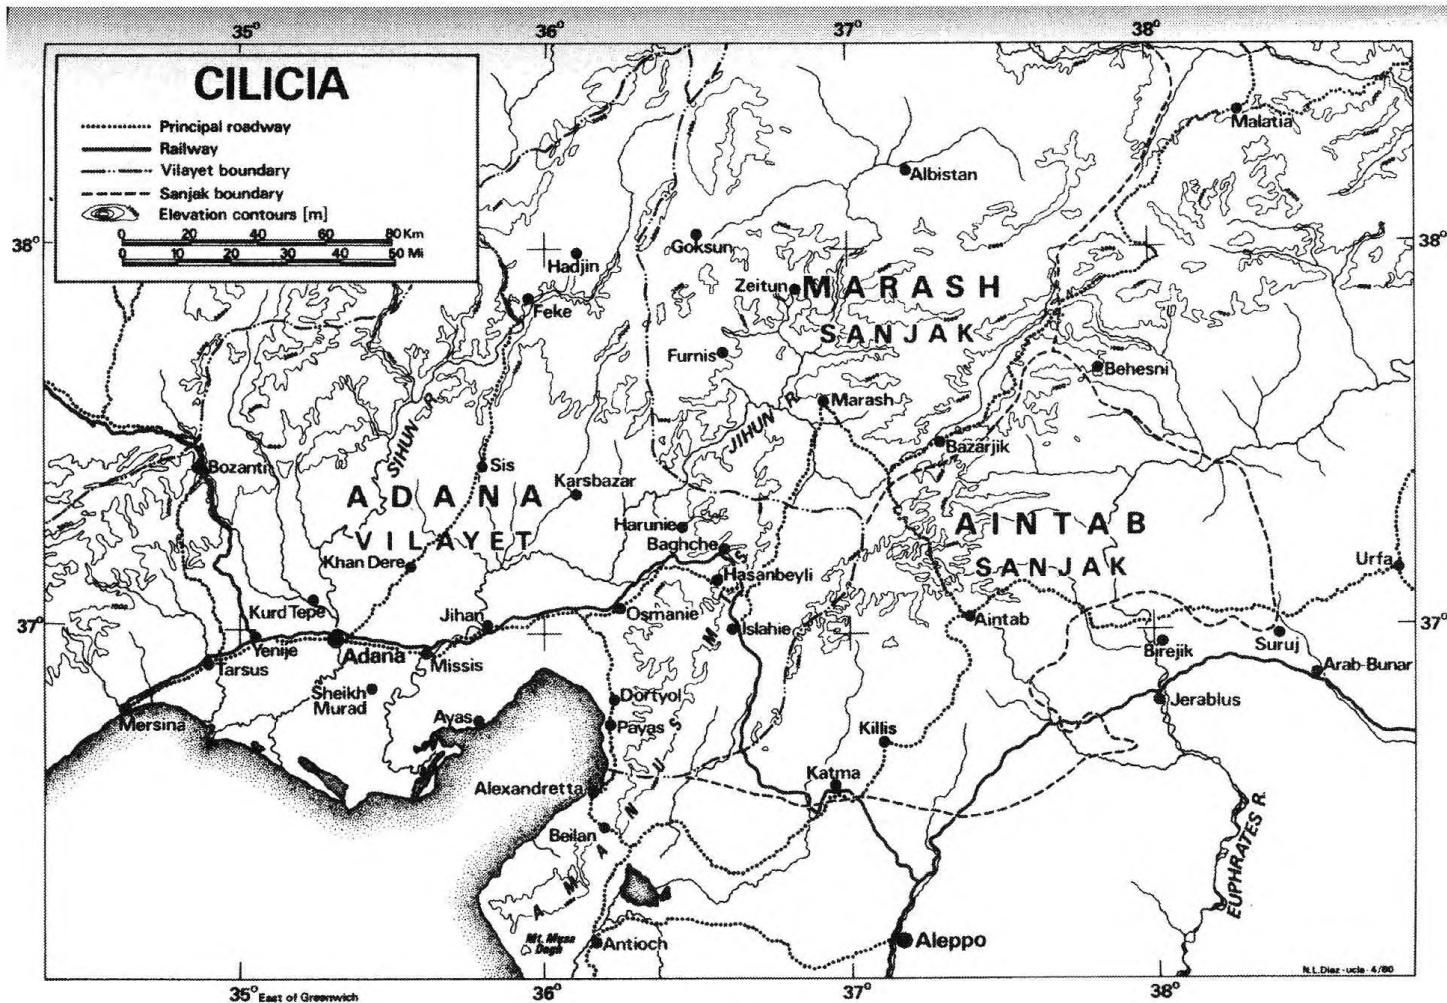 35° 36° 37° 38°
CILICIA
Principal roadway
Railway
Vilayet boundary
Sanjak boundary
Elevation contours [m]
0 20 40 60 80 Km
0 10 20 30 40 50 Mi
Malatia
Albistan
38° 38°
Goksun
Hadjin
Zeitun
MARASH
SANJAK
Feke
Furnis
Behesni
Marash
SIHUN R.
JIHUN R.
Bazarjik
Bozanti
Sis
Karsbazar
ADANA
VILAYET
Harunie
Baghche
AINTAB
SANJAK
Urfa
Khan Dere
Hasanbeyli
Kurd Tepe
Osmanie
Jihan
37° 37°
Islahie
Aintab
Yenije
Adana
Missis
Tarsus
Birejik
Suruj
Arab-Bunar
Sheikh
Murad
Dortyol
Jerablus
Mersina
Ayas
Payas
Killis
Katma
Alexandretta
AMANUS MTS
Beilan
EUPHRATES R.
Mt. Musa
Dagh
Antioch
Aleppo
N.L.Diaz - ucla - 4/80
35° East of Greenwich 36° 37° 38°